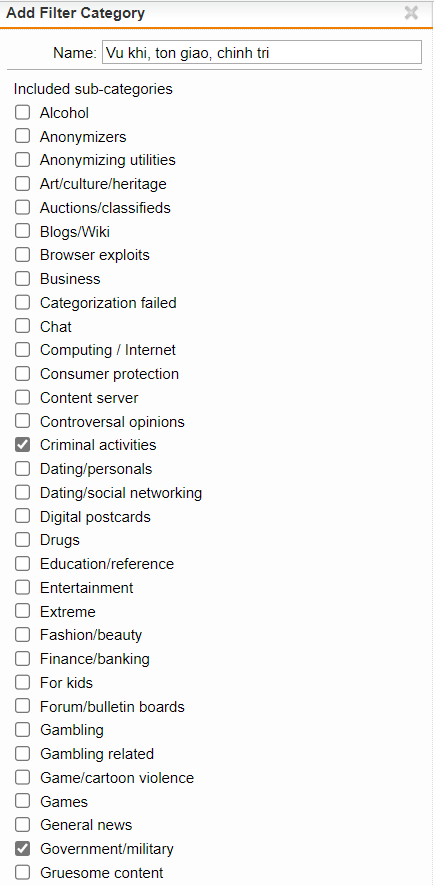 Add Filter Category
Name: Vu khi, ton giao, chinh tri
Included sub-categories
Alcohol
Anonymizers
Anonymizing utilities
Art/culture/heritage
Auctions/classifieds
Blogs/Wiki
Browser exploits
Business
Categorization failed
Chat
Computing / Internet
Consumer protection
Content server
Controversal opinions
Criminal activities
Dating/personals
Dating/social networking
Digital postcards
Drugs
Education/reference
Entertainment
Extreme
Fashion/beauty
Finance/banking
For kids
Forum/bulletin boards
Gambling
Gambling related
Game/cartoon violence
Games
General news
Government/military
Gruesome content